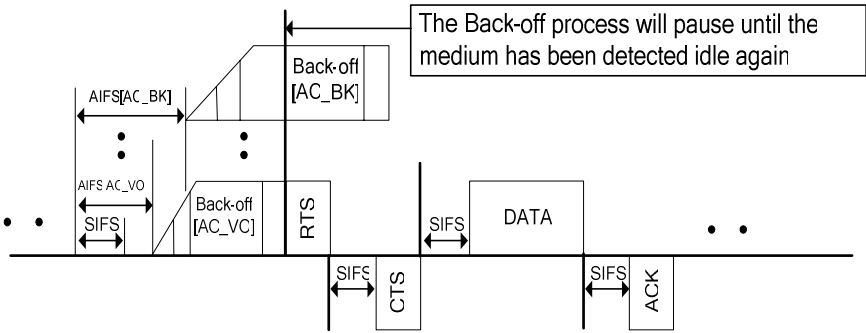 The Back-off process will pause until the
medium has been detected idle again
Back-off
[AC_BK]
AIFS[AC_BK]
AIFS AC_VO
SIFS
Back-off
[AC_VC]
RTS
SIFS
CTS
SIFS
DATA
SIFS
ACK